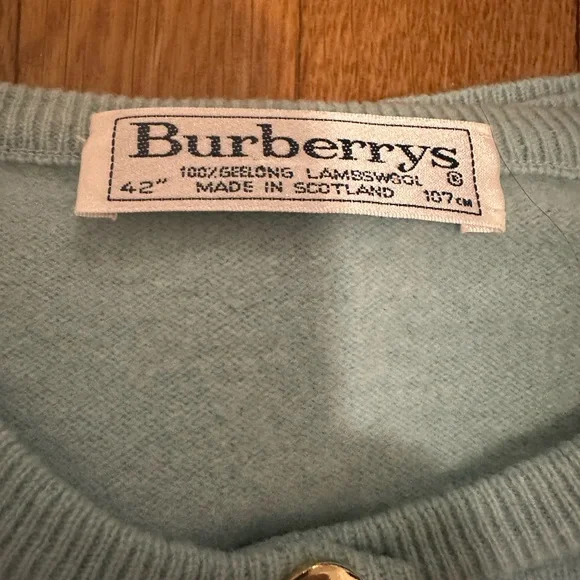 Burberrys®
100% GEELONG LAMBSWOOL
42" MADE IN SCOTLAND 107CM